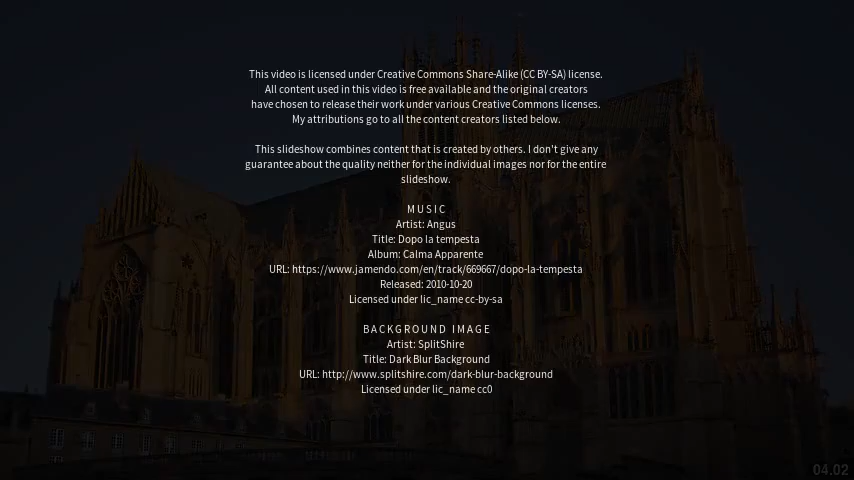 This video is licensed under Creative Commons Share-Alike (CC BY-SA) license.
All content used in this video is free available and the original creators
have chosen to release their work under various Creative Commons licenses.
My attributions go to all the content creators listed below.
This slideshow combines content that is created by others. I don't give any
guarantee about the quality neither for the individual images nor for the entire
slideshow.
MUSIC
Artist: Angus
Title: Dopo la tempesta
Album: Calma Apparente
URL: https://www.jamendo.com/en/track/669667/dopo-la-tempesta
Released: 2010-10-20
Licensed under lic_name cc-by-sa
BACKGROUND IMAGE
Artist: SplitShire
Title: Dark Blur Background
URL: http://www.splitshire.com/dark-blur-background
Licensed under lic_name cc0
04.02